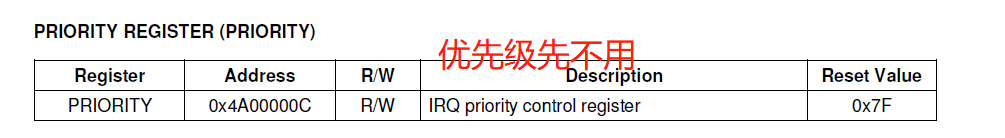 PRIORITY REGISTER (PRIORITY)
优先级先不用
Register Address R/W Description Reset Value
PRIORITY 0x4A00000C R/W IRQ priority control register 0x7F